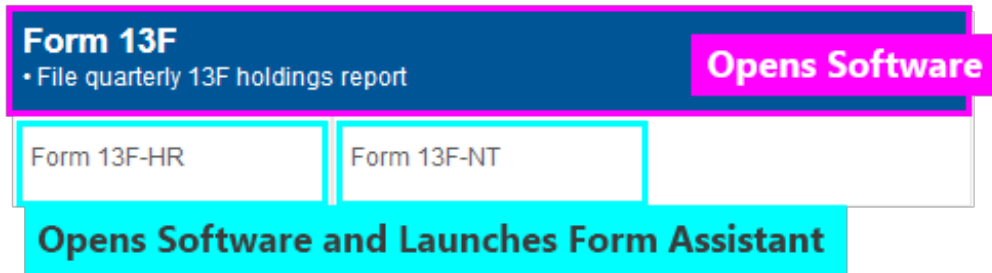 Form 13F
• File quarterly 13F holdings report
Opens Software
Form 13F-HR
Form 13F-NT
Opens Software and Launches Form Assistant